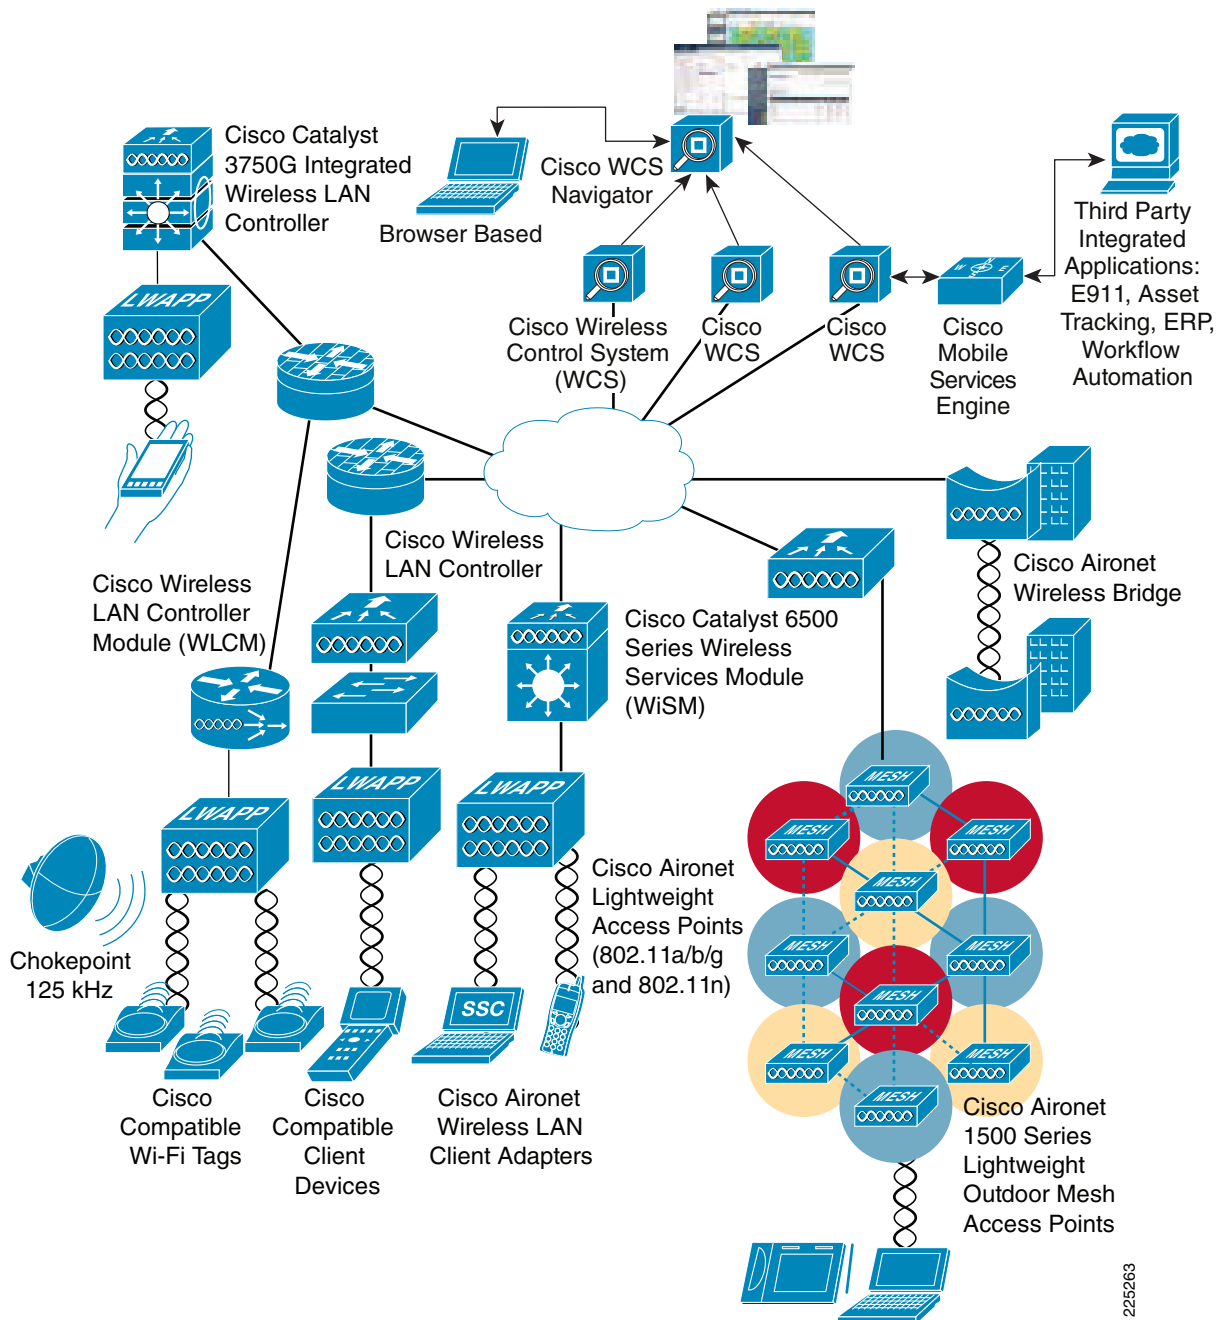 Cisco Catalyst
3750G Integrated
Wireless LAN
Controller
Browser Based
Cisco WCS
Navigator
Third Party
Integrated
Applications:
E911, Asset
Tracking, ERP,
Workflow
Automation
Cisco Wireless
Control System
(WCS)
Cisco
WCS
Cisco
WCS
W
E
Cisco
Mobile
Services
Engine
LWAPP
Cisco Wireless
LAN Controller
Cisco Wireless
LAN Controller
Module (WLCM)
Cisco Catalyst 6500
Series Wireless
Services Module
(WiSM)
Cisco Aironet
Wireless Bridge
LWAPP
LWAPP
LWAPP
Cisco Aironet
Lightweight
Access Points
(802.11a/b/g
and 802.11n)
Chokepoint
125 kHz
SSC
Cisco
Compatible
Wi-Fi Tags
Cisco
Compatible
Client
Devices
Cisco Aironet
Wireless LAN
Client Adapters
MESH
MESH
MESH
MESH
MESH
MESH
MESH
MESH
MESH
MESH
Cisco Aironet
1500 Series
Lightweight
Outdoor Mesh
Access Points
225263